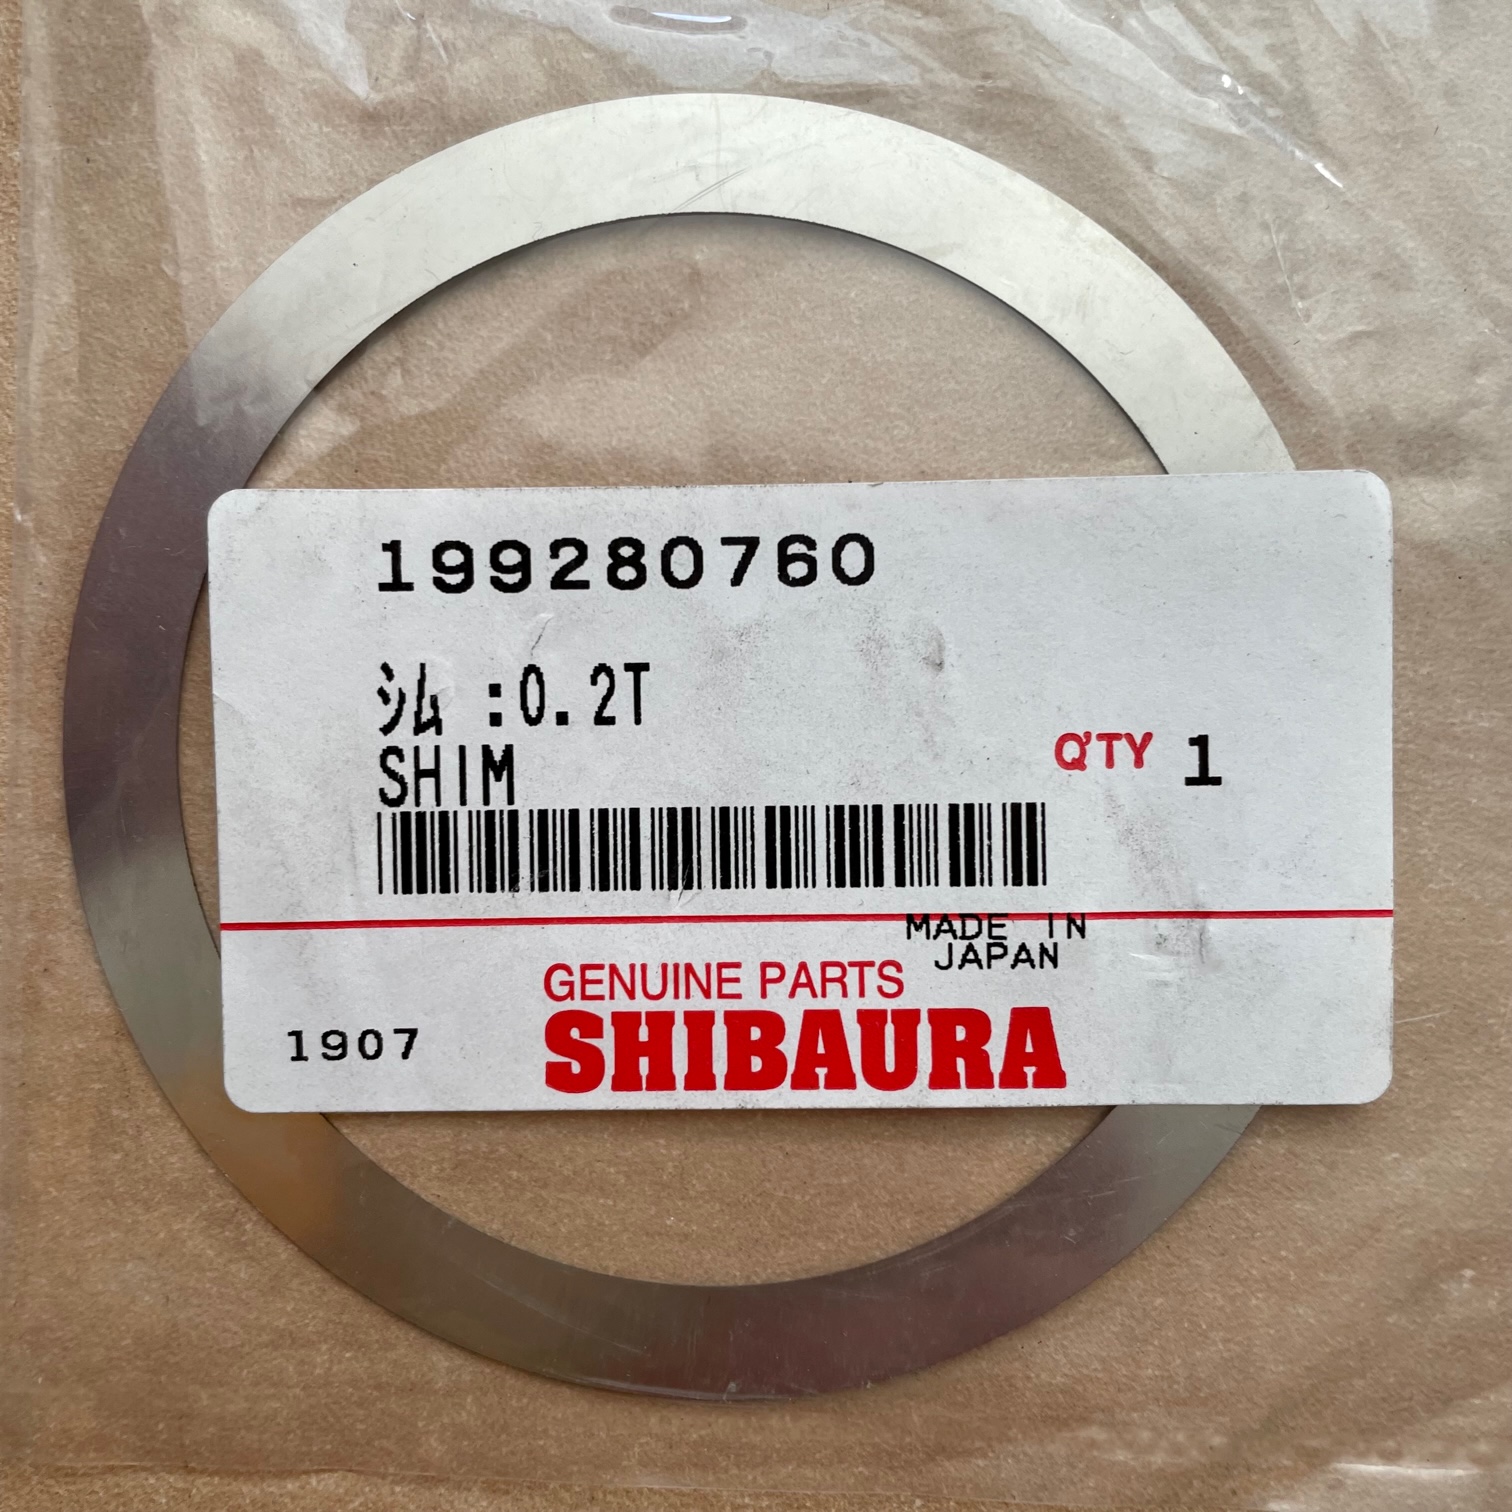 199280760
シム :0.2T
SHIM
Q'TY 1
MADE IN
JAPAN
GENUINE PARTS
SHIBAURA
1907